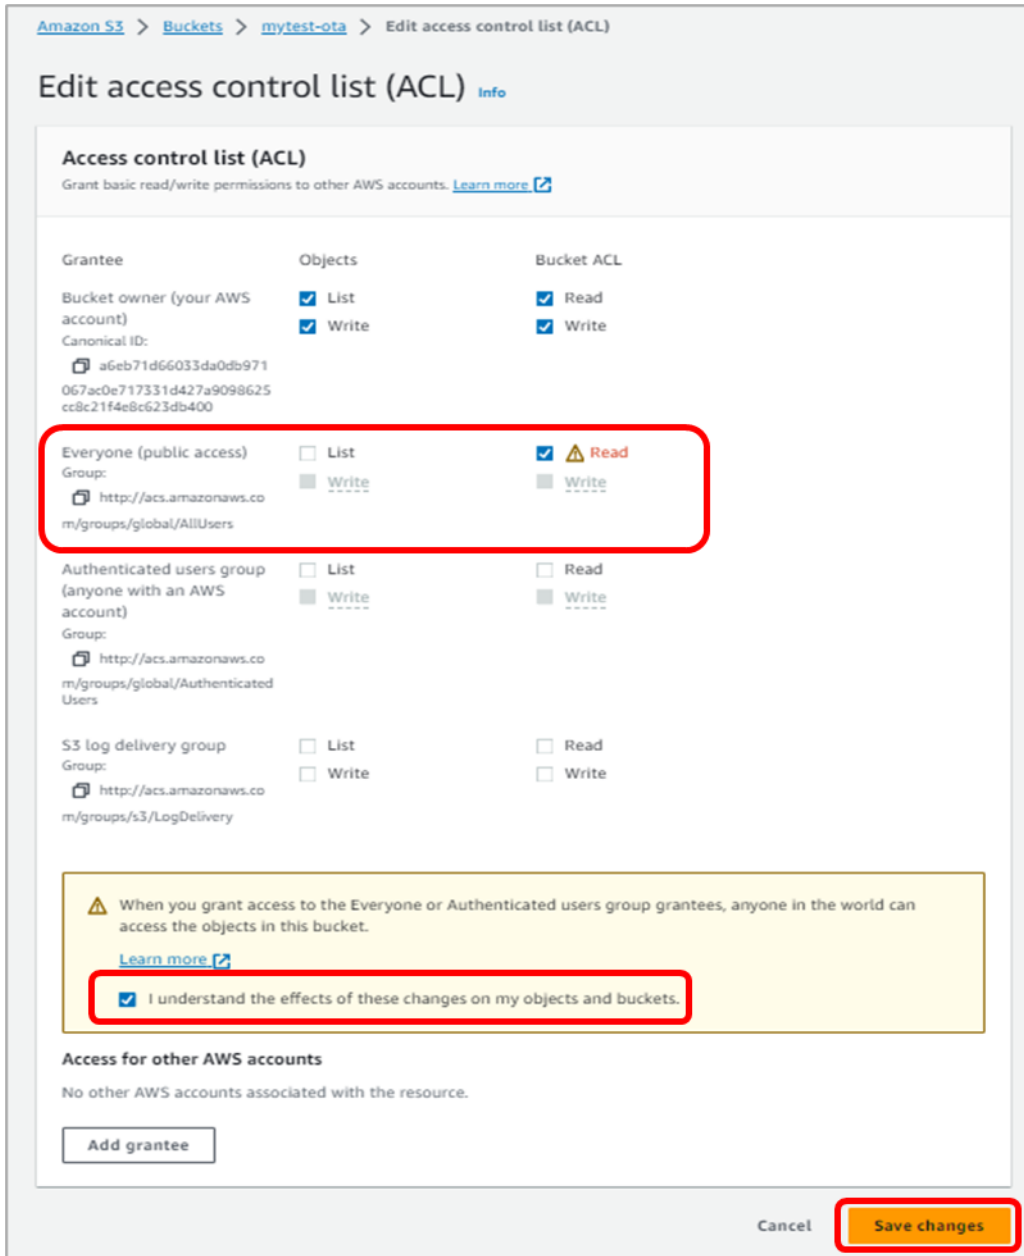 Amazon S3 > Buckets > mytest-ota > Edit access control list (ACL)
Edit access control list (ACL) Info
Access control list (ACL)
Grant basic read/write permissions to other AWS accounts. Learn more
Grantee Objects Bucket ACL
Bucket owner (your AWS List Read
account) Write Write
Canonical ID:
a6eb71d66033da0db971
067ac0e717331d427a9098625
cc8c21f4e8c623db400
Everyone (public access) List Read
Group: Write Write
http://acs.amazonaws.co
m/groups/global/AllUsers
Authenticated users group List Read
(anyone with an AWS Write Write
account)
Group:
http://acs.amazonaws.co
m/groups/global/Authenticated
Users
S3 log delivery group List Read
Group: Write Write
http://acs.amazonaws.co
m/groups/s3/LogDelivery
When you grant access to the Everyone or Authenticated users group grantees, anyone in the world can
access the objects in this bucket.
Learn more
I understand the effects of these changes on my objects and buckets.
Access for other AWS accounts
No other AWS accounts associated with the resource.
Add grantee
Cancel Save changes